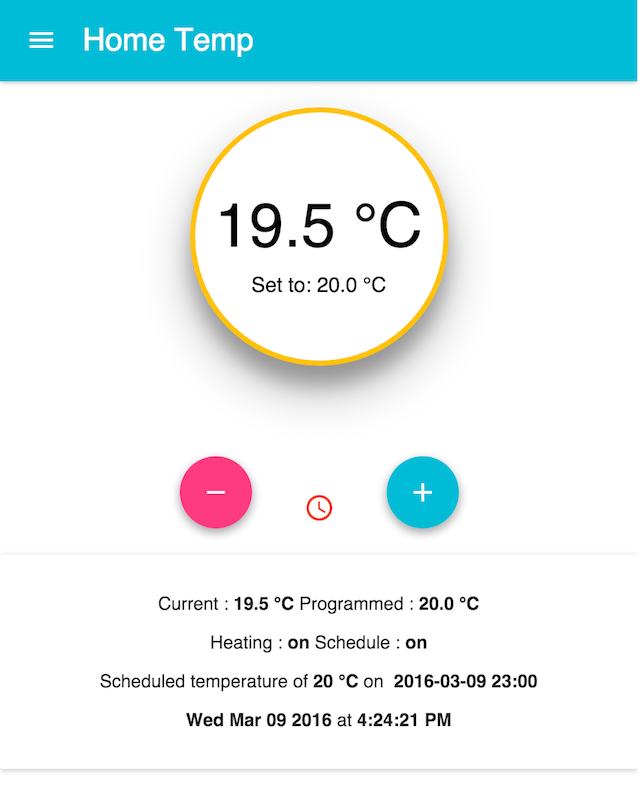 Home Temp
19.5 °C
Set to: 20.0 °C
Current : 19.5 °C Programmed : 20.0 °C
Heating : on Schedule : on
Scheduled temperature of 20 °C on 2016-03-09 23:00
Wed Mar 09 2016 at 4:24:21 PM